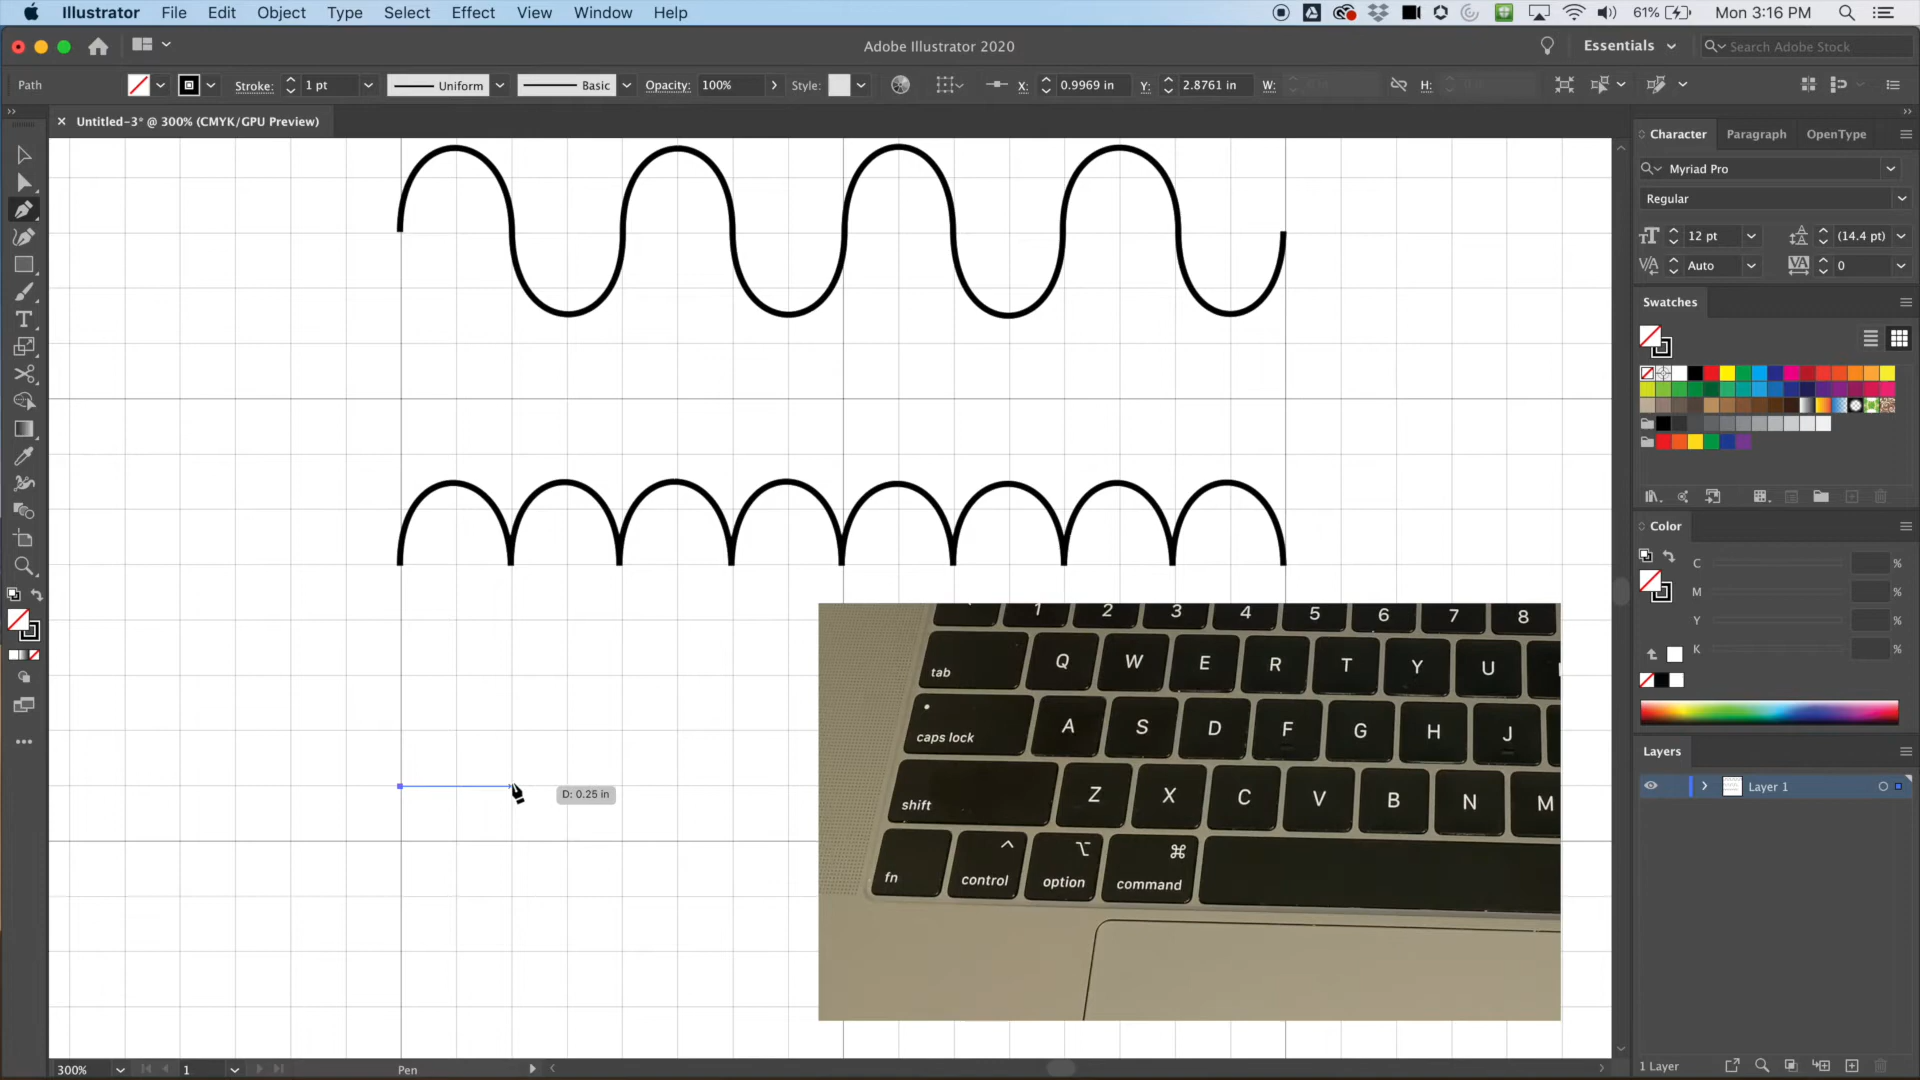 Illustrator File Edit Object Type Select Effect View Window Help 61% Mon 3:16 PM
Adobe Illustrator 2020 Essentials Search Adobe Stock
Path Stroke: 1 pt Uniform Basic Opacity: 100% Style: X: 0.9969 in Y: 2.8761 in W: H:
Untitled-3* @ 300% (CMYK/GPU Preview)
Character Paragraph OpenType
Myriad Pro
Regular
12 pt (14.4 pt)
Auto 0
Swatches
Color
C %
M %
Y %
K %
Layers
Layer 1
D: 0.25 in
1 2 3 4 5 6 7 8
tab Q W E R T Y U
caps lock A S D F G H J
shift Z X C V B N M
fn control option command
300% 1 Pen
1 Layer